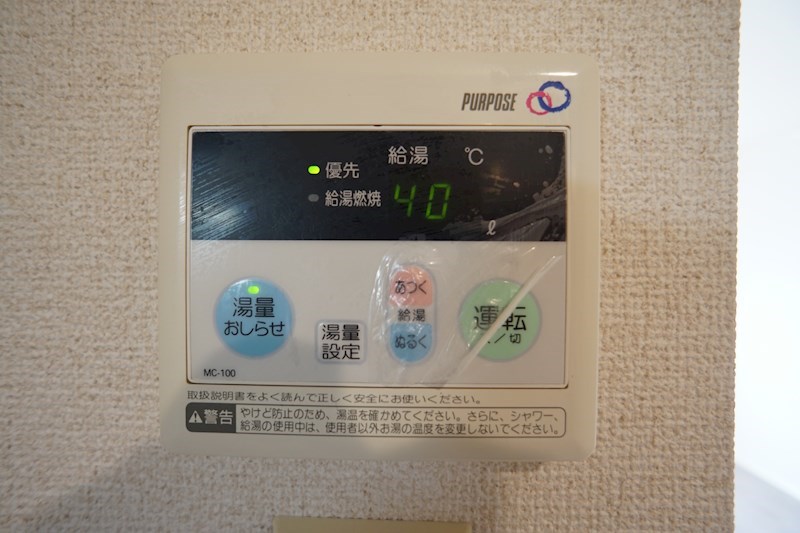 PURPOSE
給湯 ℃
優先
給湯燃焼 40
ℓ
湯量
おしらせ
湯量
設定
あつく
給湯
ぬるく
運転
入/切
MC-100
取扱説明書をよく読んで正しく安全にお使いください。
警告 やけど防止のため、湯温を確かめてください。さらに、シャワー、
給湯の使用中は、使用者以外お湯の温度を変更しないでください。